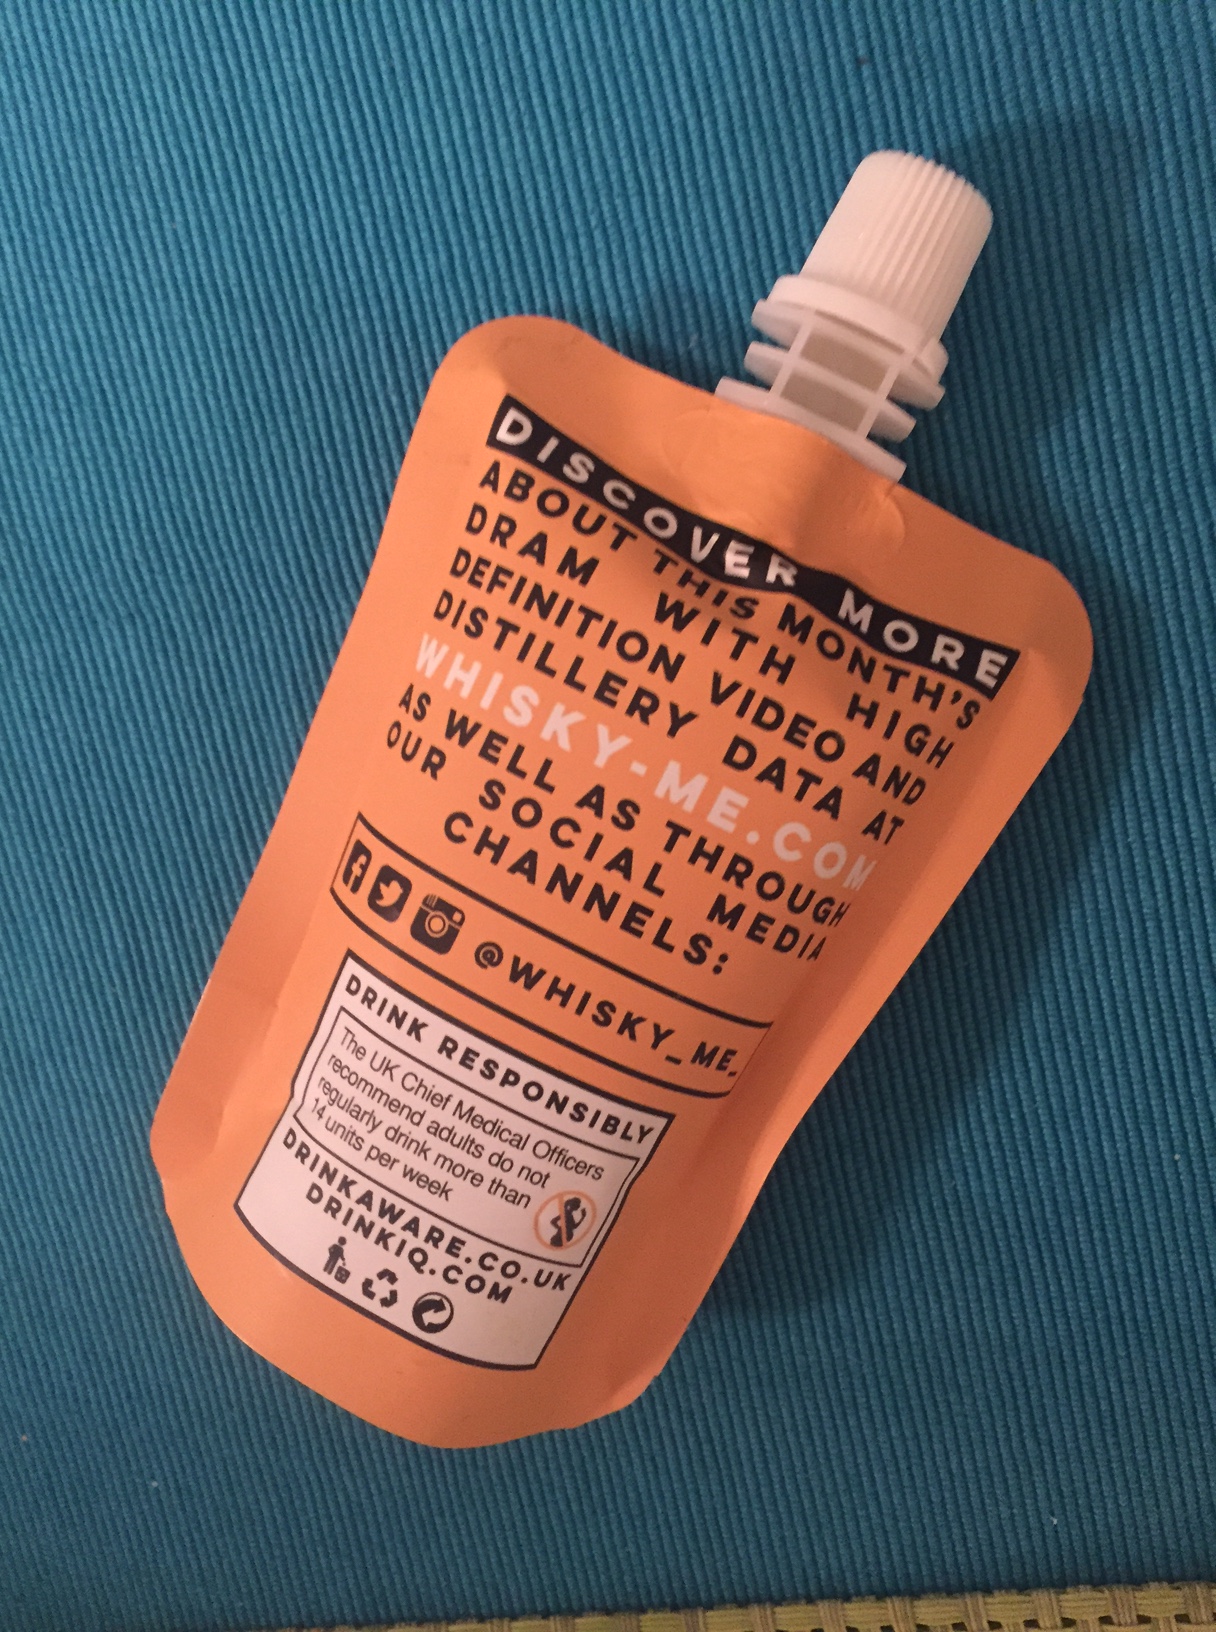 DISCOVER MORE
ABOUT THIS MONTH'S
DRAM WITH HIGH
DEFINITION VIDEO AND
DISTILLERY DATA AT
WHISKY-ME.COM
AS WELL AS THROUGH
OUR SOCIAL MEDIA
CHANNELS:
@WHISKY_ME_
DRINK RESPONSIBLY
The UK Chief Medical Officers
recommend adults do not
regularly drink more than
14 units per week
DRINKAWARE.CO.UK
DRINKIQ.COM